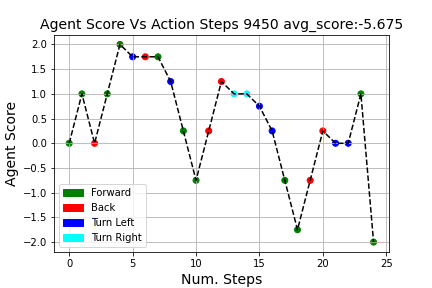 Agent Score Vs Action Steps 9450 avg_score:-5.675
Agent Score
2.0
1.5
1.0
0.5
0.0
−0.5
−1.0
−1.5
−2.0
Forward
Back
Turn Left
Turn Right
0 5 10 15 20 25
Num. Steps